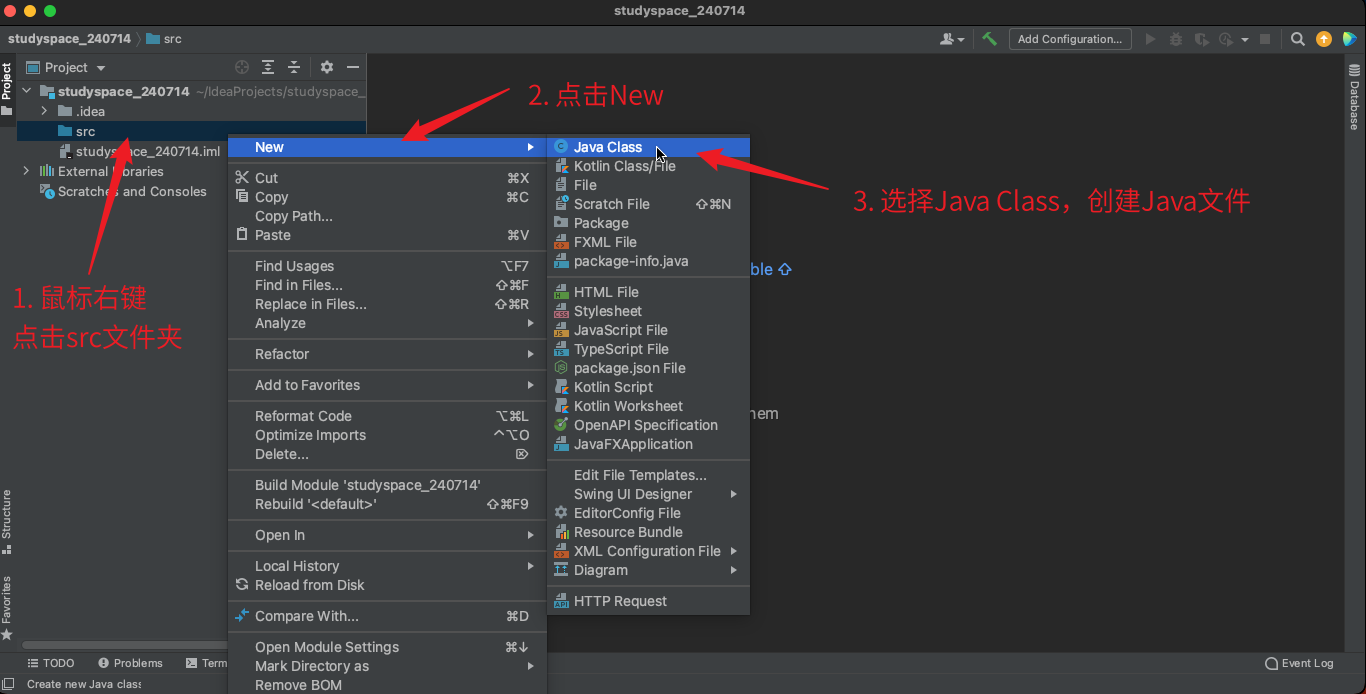 studyspace_240714
studyspace_240714 src
Add Configuration...
Project
Project
studyspace_240714 ~/IdeaProjects/studyspace_
.idea
src
studyspace_240714.iml
External Libraries
Scratches and Consoles
1. 鼠标右键
点击src文件夹
2. 点击New
3. 选择Java Class，创建Java文件
New
Cut ⌘X
Copy ⌘C
Copy Path...
Paste ⌘V
Find Usages ⌥F7
Find in Files... ⇧⌘F
Replace in Files... ⇧⌘R
Analyze
Refactor
Add to Favorites
Reformat Code ⌥⌘L
Optimize Imports ^⌥O
Delete... ⌦
Build Module 'studyspace_240714'
Rebuild '<default>' ⇧⌘F9
Open In
Local History
Reload from Disk
Compare With... ⌘D
Open Module Settings ⌘↓
Mark Directory as
Remove BOM
Java Class
Kotlin Class/File
File
Scratch File ⇧⌘N
Package
FXML File
package-info.java
HTML File
Stylesheet
JavaScript File
TypeScript File
package.json File
Kotlin Script
Kotlin Worksheet
OpenAPI Specification
JavaFXApplication
Edit File Templates...
Swing UI Designer
EditorConfig File
Resource Bundle
XML Configuration File
Diagram
HTTP Request
ble ⇧
hem
Database
Structure
Favorites
TODO Problems Term
Event Log
Create new Java class